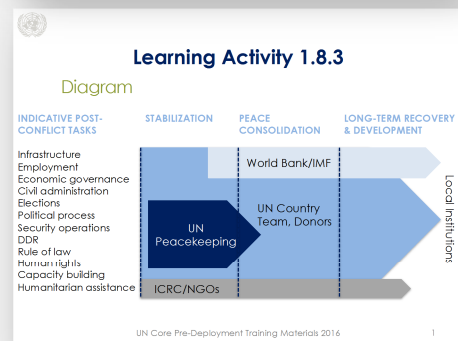 Learning Activity 1.8.3
Diagram
INDICATIVE POST-
CONFLICT TASKS
STABILIZATION
PEACE
CONSOLIDATION
LONG-TERM RECOVERY
& DEVELOPMENT
Infrastructure
Employment
Economic governance
Civil administration
Elections
Political process
Security operations
DDR
Rule of law
Human rights
Capacity building
Humanitarian assistance
World Bank/IMF
UN Country
Team, Donors
UN
Peacekeeping
ICRC/NGOs
Local Institutions
UN Core Pre-Deployment Training Materials 2016
1